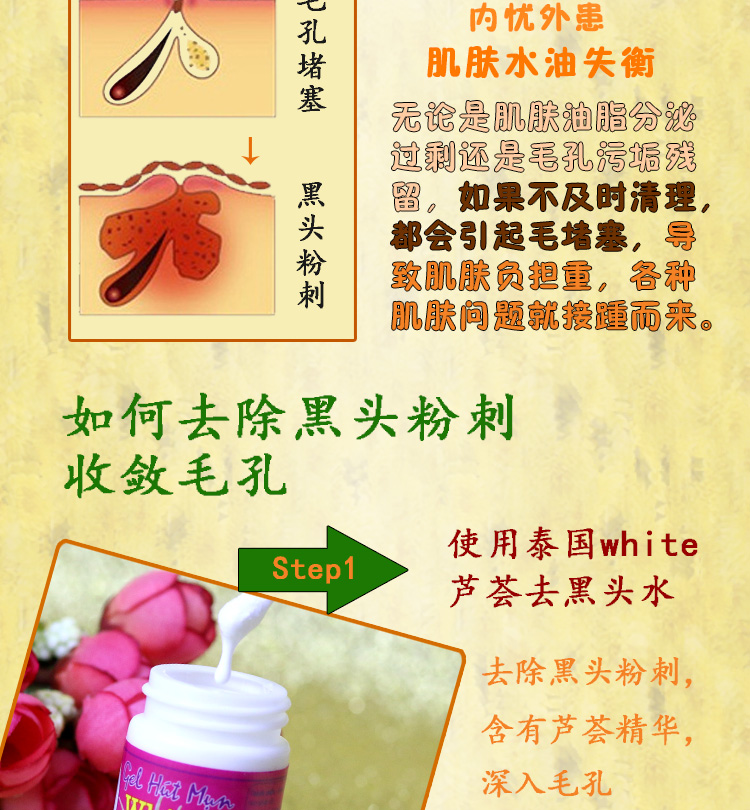 毛孔堵塞
黑头粉刺
内忧外患
肌肤水油失衡
无论是肌肤油脂分泌
过剩还是毛孔污垢残
留，如果不及时清理，
都会引起毛堵塞，导
致肌肤负担重，各种
肌肤问题就接踵而来。
如何去除黑头粉刺
收敛毛孔
Step1
使用泰国white
芦荟去黑头水
去除黑头粉刺，
含有芦荟精华，
深入毛孔
Gel Hut Mun